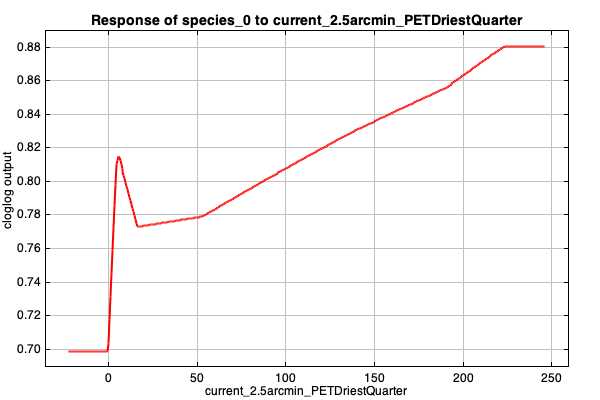 Response of species_0 to current_2.5arcmin_PETDriestQuarter
cloglog output
0.88
0.86
0.84
0.82
0.80
0.78
0.76
0.74
0.72
0.70
0 50 100 150 200 250
current_2.5arcmin_PETDriestQuarter